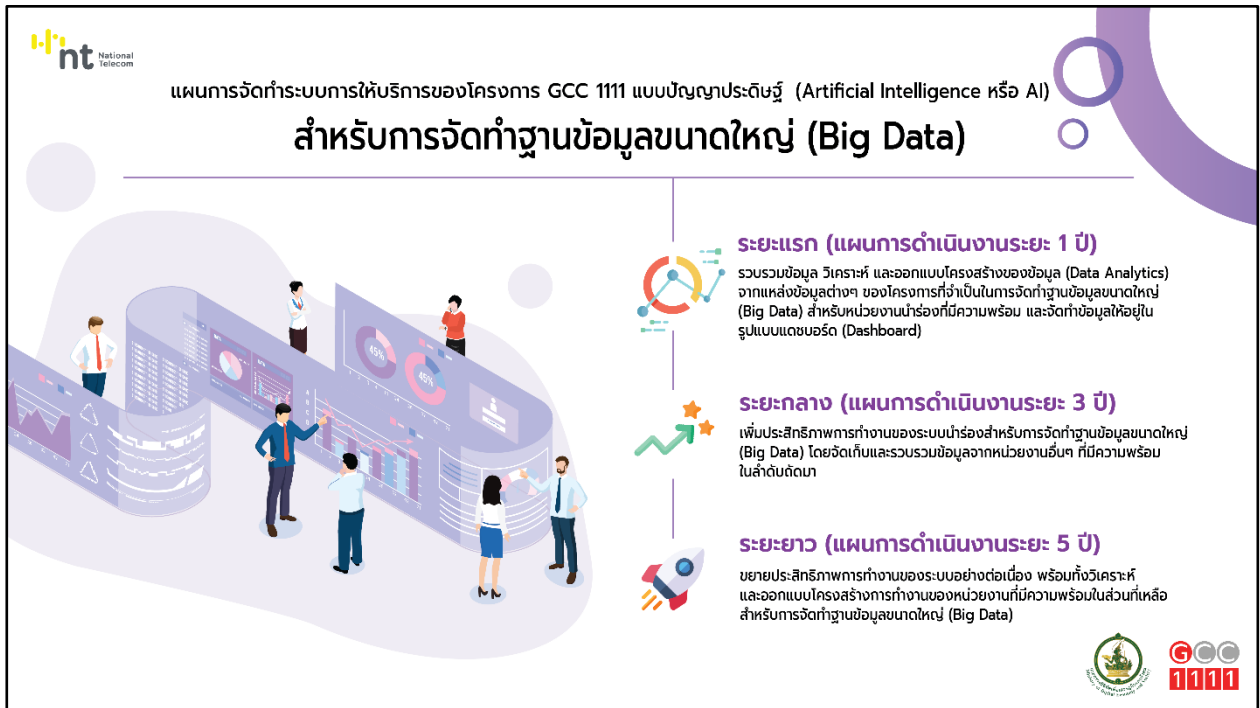 nt National
Telecom
แผนการจัดทำระบบการให้บริการของโครงการ GCC 1111 แบบปัญญาประดิษฐ์ (Artificial Intelligence หรือ AI)
สำหรับการจัดทำฐานข้อมูลขนาดใหญ่ (Big Data)
ระยะแรก (แผนการดำเนินงานระยะ 1 ปี)
รวบรวมข้อมูล วิเคราะห์ และออกแบบโครงสร้างของข้อมูล (Data Analytics)
จากแหล่งข้อมูลต่างๆ ของโครงการที่จำเป็นในการจัดทำฐานข้อมูลขนาดใหญ่
(Big Data) สำหรับหน่วยงานนำร่องที่มีความพร้อม และจัดทำข้อมูลให้อยู่ใน
รูปแบบแดชบอร์ด (Dashboard)
45%
45%
ระยะกลาง (แผนการดำเนินงานระยะ 3 ปี)
เพิ่มประสิทธิภาพการทำงานของระบบนำร่องสำหรับการจัดทำฐานข้อมูลขนาดใหญ่
(Big Data) โดยจัดเก็บและรวบรวมข้อมูลจากหน่วยงานอื่นๆ ที่มีความพร้อม
ในลำดับถัดมา
ระยะยาว (แผนการดำเนินงานระยะ 5 ปี)
ขยายประสิทธิภาพการทำงานของระบบอย่างต่อเนื่อง พร้อมทั้งวิเคราะห์
และออกแบบโครงสร้างการทำงานของหน่วยงานที่มีความพร้อมในส่วนที่เหลือ
สำหรับการจัดทำฐานข้อมูลขนาดใหญ่ (Big Data)
GCC
1111